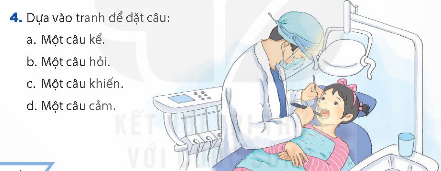 4. Dựa vào tranh để đặt câu:
a. Một câu kể.
b. Một câu hỏi.
c. Một câu khiến.
d. Một câu cảm.